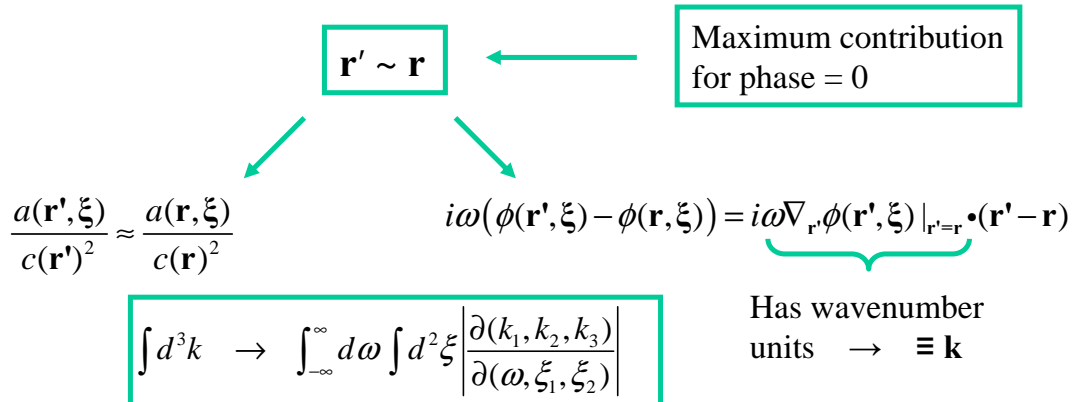 r′ ~ r
Maximum contribution
for phase = 0
a(r',ξ)/c(r')² ≈ a(r,ξ)/c(r)²
iω(ϕ(r',ξ) − ϕ(r,ξ)) = iω∇r'ϕ(r',ξ)|r'=r •(r' − r)
Has wavenumber
units → ≡ k
∫d³k → ∫_{-∞}^{∞} dω ∫d²ξ |∂(k₁,k₂,k₃)/∂(ω,ξ₁,ξ₂)|